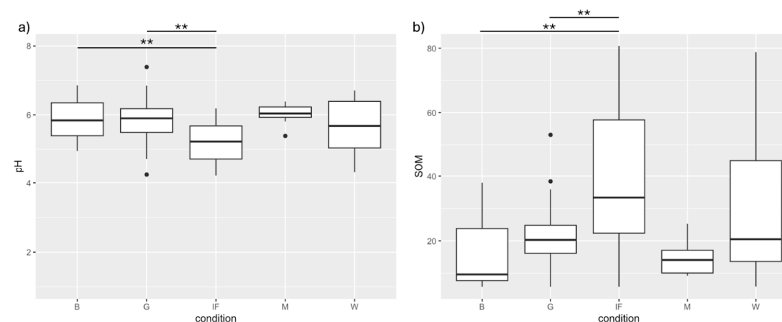 a)
**
**
8
6
4
2
pH
B G IF M W
condition
b)
**
**
80
60
40
20
SOM
B G IF M W
condition